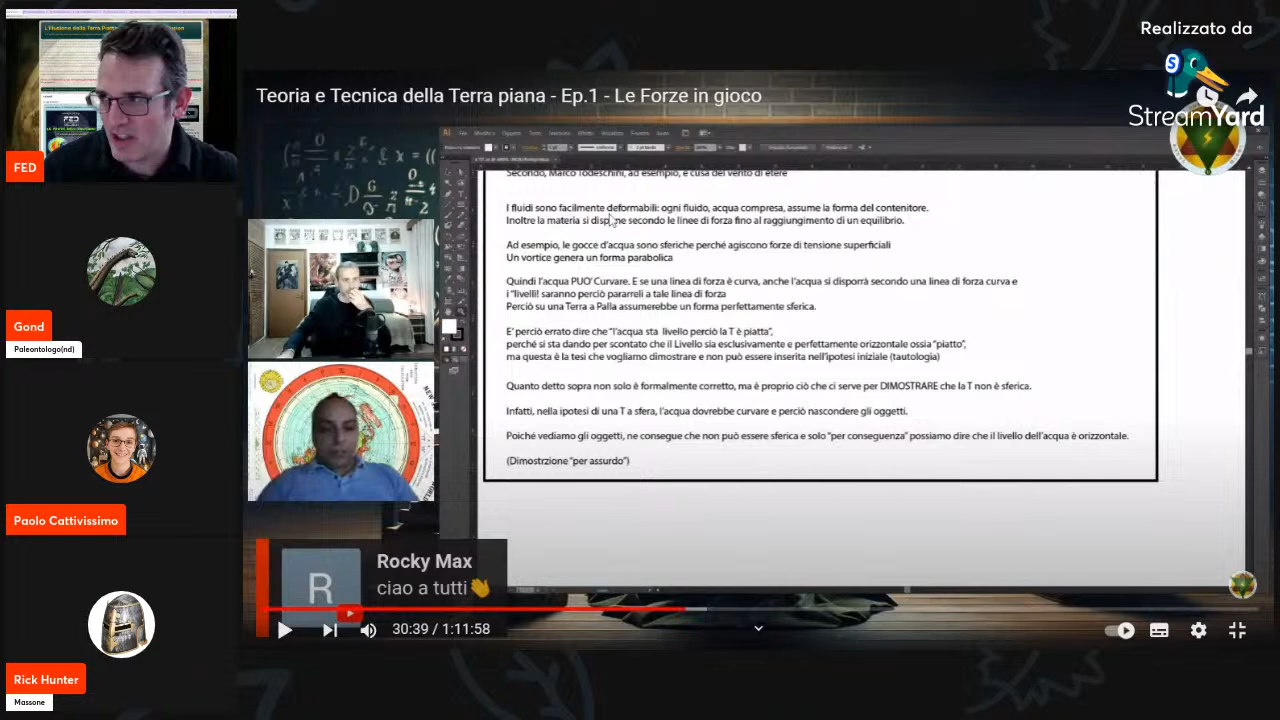 Realizzato da
StreamYard
FED
Gond
Paleontologo(nd)
Paolo Cattivissimo
Rick Hunter
Massone
Teoria e Tecnica della Terra piana - Ep.1 - Le Forze in gioco
Secondo, Marco Todeschini, ad esempio, è cusa del vento di etere
I fluidi sono facilmente deformabili: ogni fluido, acqua compresa, assume la forma del contenitore.
Inoltre la materia si dispone secondo le linee di forza fino al raggiungimento di un equilibrio.
Ad esempio, le gocce d'acqua sono sferiche perché agiscono forze di tensione superficiali
Un vortice genera un forma parabolica
Quindi l'acqua PUO' Curvare. E se una linea di forza è curva, anche l'acqua si disporrà secondo una linea di forza curva e
i "livelli! saranno perciò pararreli a tale linea di forza
Perciò su una Terra a Palla assumerebbe un forma perfettamente sferica.
E' perciò errato dire che "l'acqua sta livello perciò la T è piatta",
perché si sta dando per scontato che il Livello sia esclusivamente e perfettamente orizzontale ossia "piatto",
ma questa è la tesi che vogliamo dimostrare e non può essere inserita nell'ipotesi iniziale (tautologia)
Quanto detto sopra non solo è formalmente corretto, ma è proprio ciò che ci serve per DIMOSTRARE che la T non è sferica.
Infatti, nella ipotesi di una T a sfera, l'acqua dovrebbe curvare e perciò nascondere gli oggetti.
Poiché vediamo gli oggetti, ne consegue che non può essere sferica e solo "per conseguenza" possiamo dire che il livello dell'acqua è orizzontale.
(Dimostrzione "per assurdo")
R
Rocky Max
ciao a tutti👋
30:39 / 1:11:58